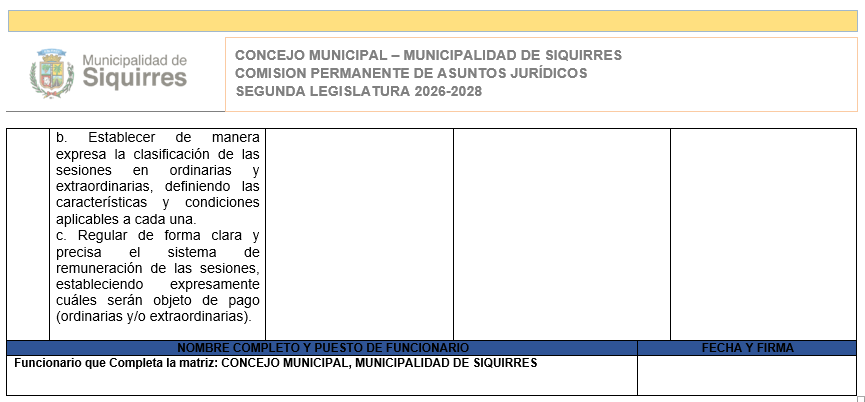 Municipalidad de
Siquirres
CONCEJO MUNICIPAL – MUNICIPALIDAD DE SIQUIRRES
COMISION PERMANENTE DE ASUNTOS JURÍDICOS
SEGUNDA LEGISLATURA 2026-2028
b. Establecer de manera
expresa la clasificación de las
sesiones en ordinarias y
extraordinarias, definiendo las
características y condiciones
aplicables a cada una.
c. Regular de forma clara y
precisa el sistema de
remuneración de las sesiones,
estableciendo expresamente
cuáles serán objeto de pago
(ordinarias y/o extraordinarias).
NOMBRE COMPLETO Y PUESTO DE FUNCIONARIO
FECHA Y FIRMA
Funcionario que Completa la matriz: CONCEJO MUNICIPAL, MUNICIPALIDAD DE SIQUIRRES